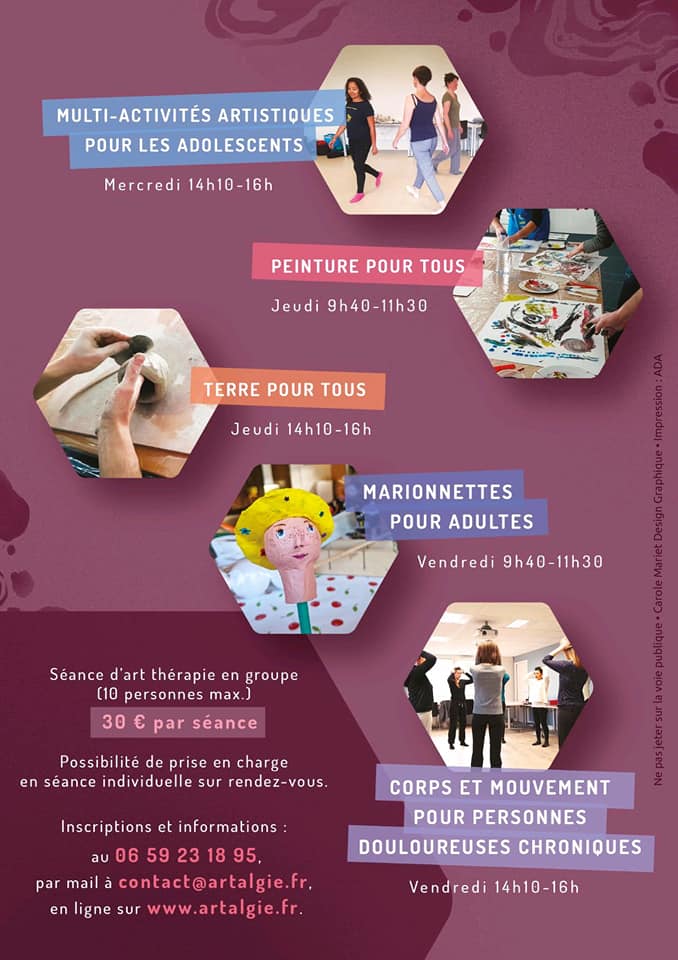 MULTI-ACTIVITÉS ARTISTIQUES
POUR LES ADOLESCENTS
Mercredi 14h10-16h
PEINTURE POUR TOUS
Jeudi 9h40-11h30
TERRE POUR TOUS
Jeudi 14h10-16h
MARIONNETTES
POUR ADULTES
Vendredi 9h40-11h30
CORPS ET MOUVEMENT
POUR PERSONNES
DOULOUREUSES CHRONIQUES
Vendredi 14h10-16h
Séance d'art thérapie en groupe
(10 personnes max.)
30 € par séance
Possibilité de prise en charge
en séance individuelle sur rendez-vous.
Inscriptions et informations :
au 06 59 23 18 95,
par mail à contact@artalgie.fr,
en ligne sur www.artalgie.fr.
Ne pas jeter sur la voie publique • Carole Mariet Design Graphique • Impression : ADA